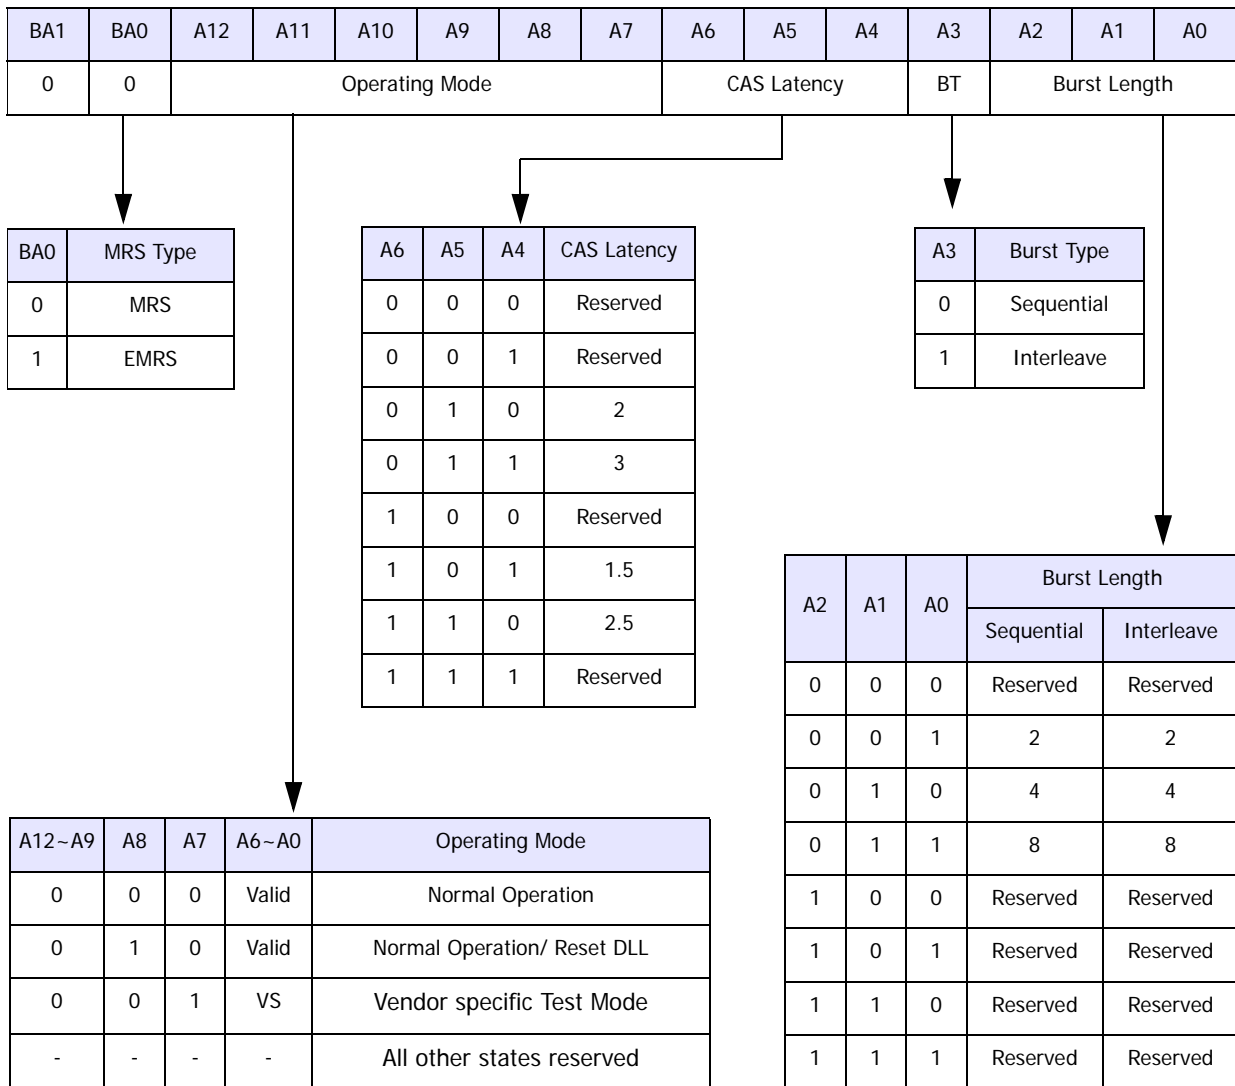 BA1 BA0 A12 A11 A10 A9 A8 A7 A6 A5 A4 A3 A2 A1 A0
0 0 Operating Mode CAS Latency BT Burst Length
BA0 MRS Type
0 MRS
1 EMRS
A6 A5 A4 CAS Latency
0 0 0 Reserved
0 0 1 Reserved
0 1 0 2
0 1 1 3
1 0 0 Reserved
1 0 1 1.5
1 1 0 2.5
1 1 1 Reserved
A3 Burst Type
0 Sequential
1 Interleave
A12~A9 A8 A7 A6~A0 Operating Mode
0 0 0 Valid Normal Operation
0 1 0 Valid Normal Operation/ Reset DLL
0 0 1 VS Vendor specific Test Mode
- - - - All other states reserved
A2 A1 A0 Burst Length
Sequential Interleave
0 0 0 Reserved Reserved
0 0 1 2 2
0 1 0 4 4
0 1 1 8 8
1 0 0 Reserved Reserved
1 0 1 Reserved Reserved
1 1 0 Reserved Reserved
1 1 1 Reserved Reserved